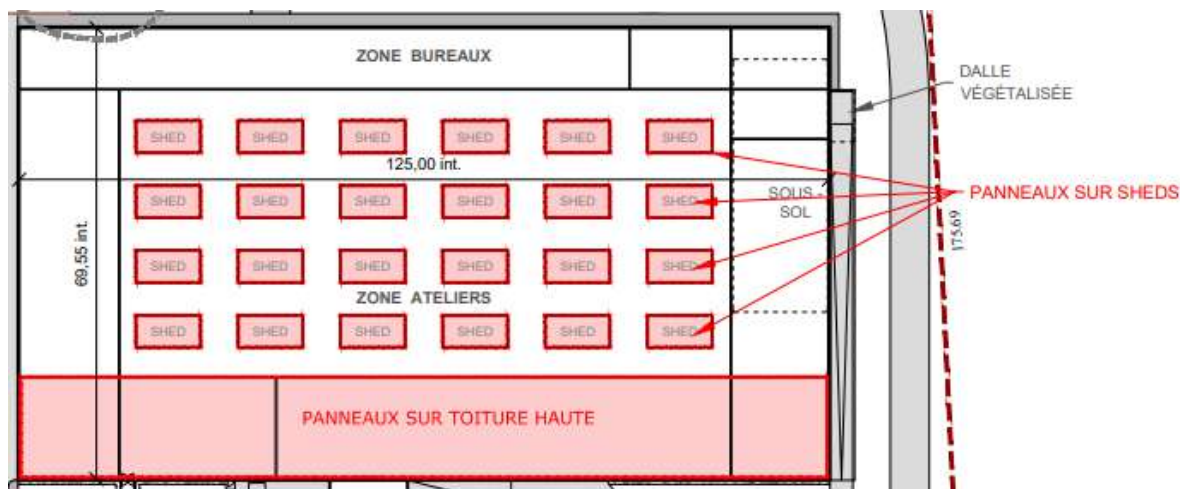 ZONE BUREAUX
DALLE
VÉGÉTALISÉE
SHED SHED SHED SHED SHED SHED
125,00 int.
SHED SHED SHED SHED SHED SHED
SOUS -
SOL
PANNEAUX SUR SHEDS
175.69
69,55 int.
SHED SHED SHED SHED SHED SHED
ZONE ATELIERS
SHED SHED SHED SHED SHED SHED
PANNEAUX SUR TOITURE HAUTE